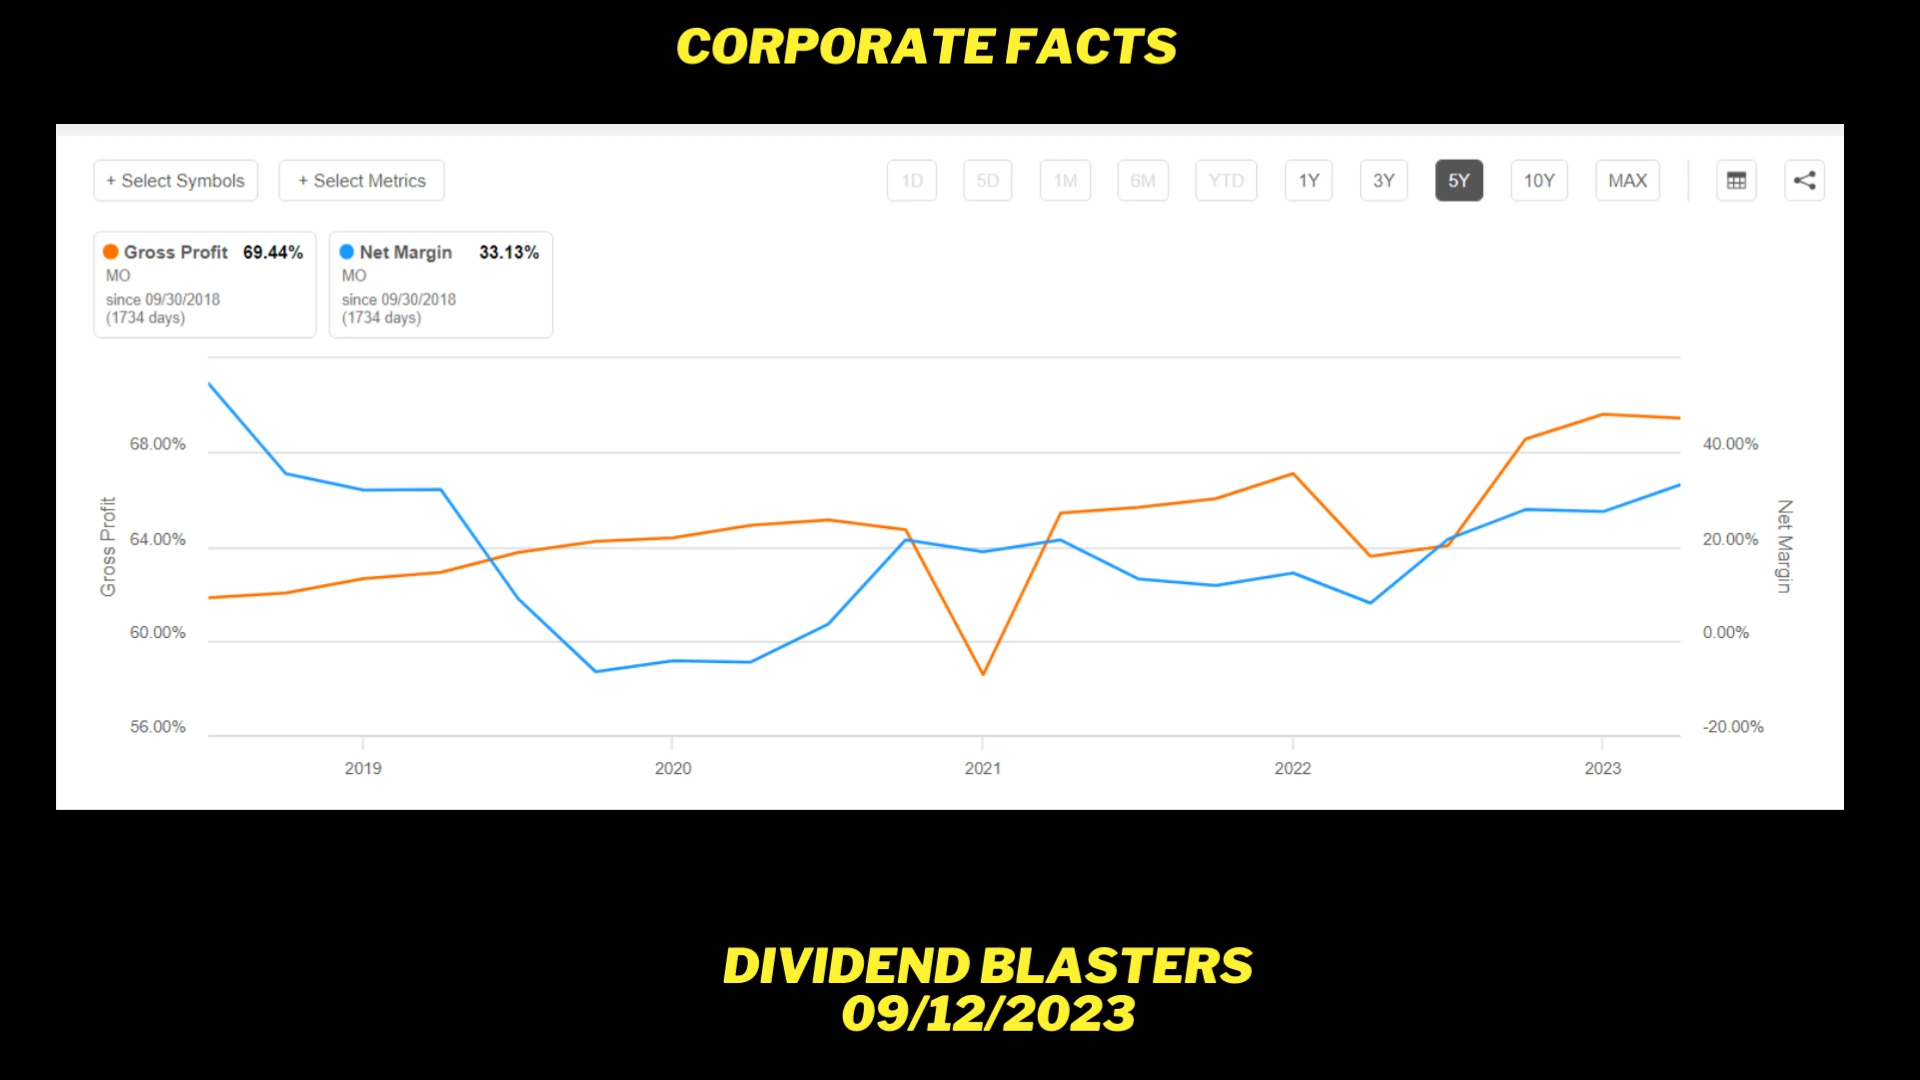 CORPORATE FACTS
+ Select Symbols
+ Select Metrics
1D
5D
1M
6M
YTD
1Y
3Y
5Y
10Y
MAX
Gross Profit 69.44%
MO
since 09/30/2018
(1734 days)
Net Margin 33.13%
MO
since 09/30/2018
(1734 days)
Gross Profit
68.00%
64.00%
60.00%
56.00%
40.00%
20.00%
0.00%
-20.00%
Net Margin
2019
2020
2021
2022
2023
DIVIDEND BLASTERS
09/12/2023